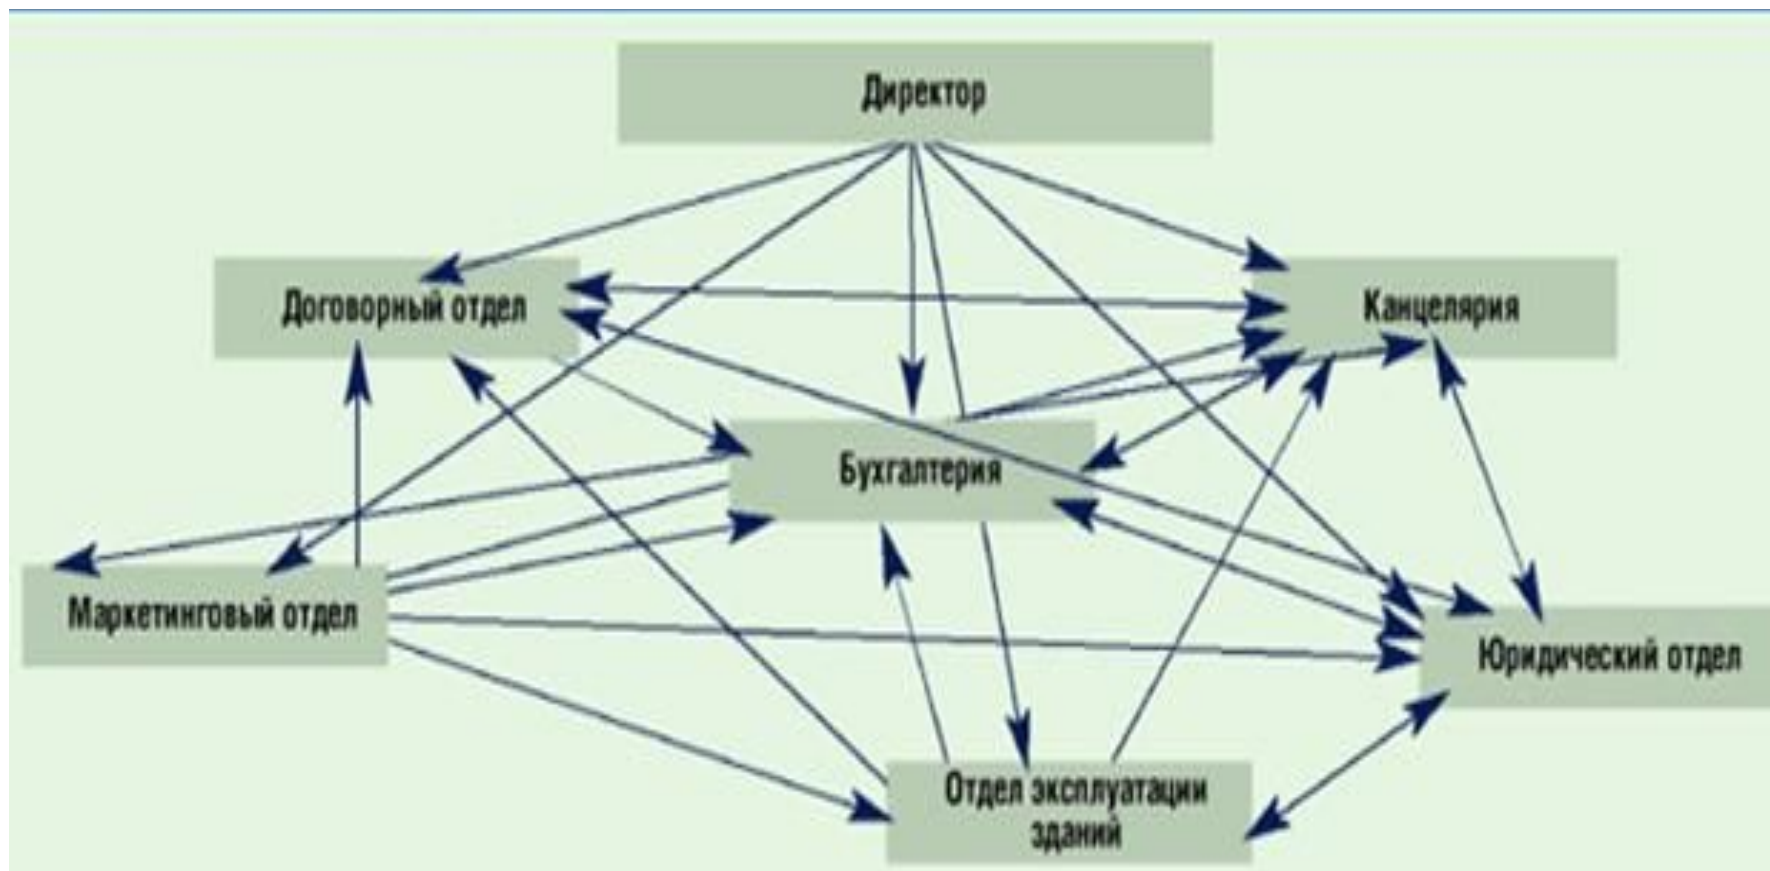 Директор
Договорный отдел
Канцелярия
Бухгалтерия
Маркетинговый отдел
Юридический отдел
Отдел эксплуатации
зданий